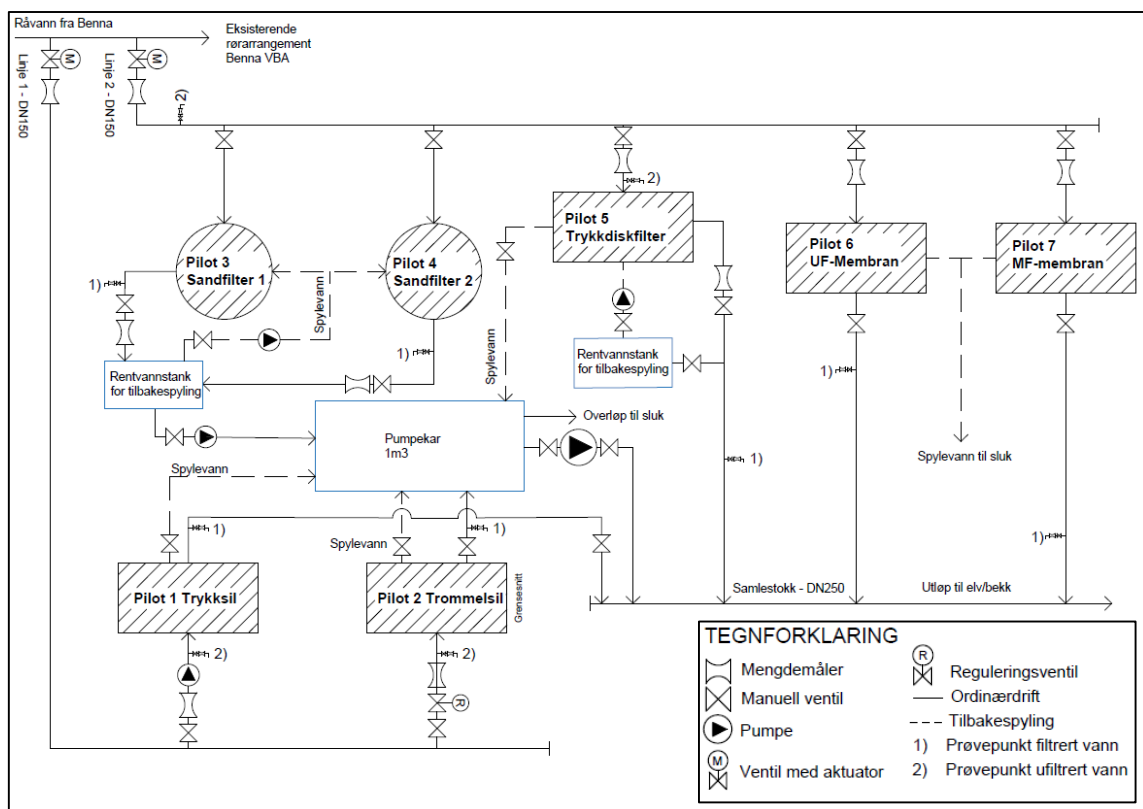 Råvann fra Benna
Eksisterende
rørarrangement
Benna VBA
M
M
Linje 1 - DN150
Linje 2 - DN150
2)
2)
Pilot 5
Trykkdiskfilter
Pilot 6
UF-Membran
Pilot 7
MF-membran
Pilot 3
Sandfilter 1
Pilot 4
Sandfilter 2
1)
Spylevann
1)
Spylevann
Rentvannstank
for tilbakespyling
Rentvannstank
for tilbakespyling
1)
Overløp til sluk
Pumpekar
1m3
Spylevann
1)
Spylevann til sluk
1)
1)
Spylevann
1)
Pilot 1 Trykksil
Pilot 2 Trommelsil
Grensesnitt
Samlestokk - DN250
Utløp til elv/bekk
2)
2)
R
TEGNFORKLARING
Mengdemåler
Manuell ventil
Pumpe
M
Ventil med aktuator
R
Reguleringsventil
Ordinærdrift
Tilbakespyling
1) Prøvepunkt filtrert vann
2) Prøvepunkt ufiltrert vann